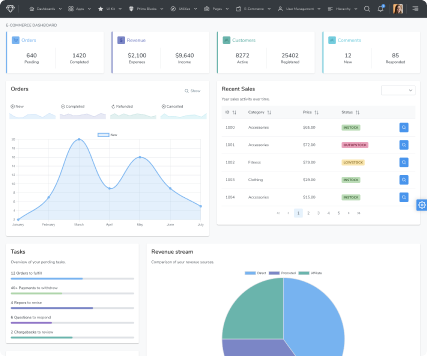 Dashboards Apps UI Kit Prime Blocks Utilities Pages E-Commerce User Management Hierarchy
E-COMMERCE DASHBOARD
Orders
640 1420
Pending Completed
Revenue
$2,100 $9,640
Expenses Income
Customers
8272 25402
Active Registered
Comments
12 85
New Responded
Orders
New Completed Refunded Cancelled
New
January February March April May June July
Recent Sales
Your sales activity over time.
ID Category Price Status
1000 Accessories $65.00 INSTOCK
1001 Accessories $72.00 OUTOFSTOCK
1002 Fitness $79.00 LOWSTOCK
1003 Clothing $29.00 INSTOCK
1004 Accessories $15.00 INSTOCK
1 2 3 4 5
Tasks
Overview of your pending tasks.
12 Orders to fulfill
40+ Payments to withdraw
4 Reports to revise
6 Questions to respond
2 Chargebacks to review
Revenue stream
Comparison of your revenue sources.
Direct Promoted Affiliate